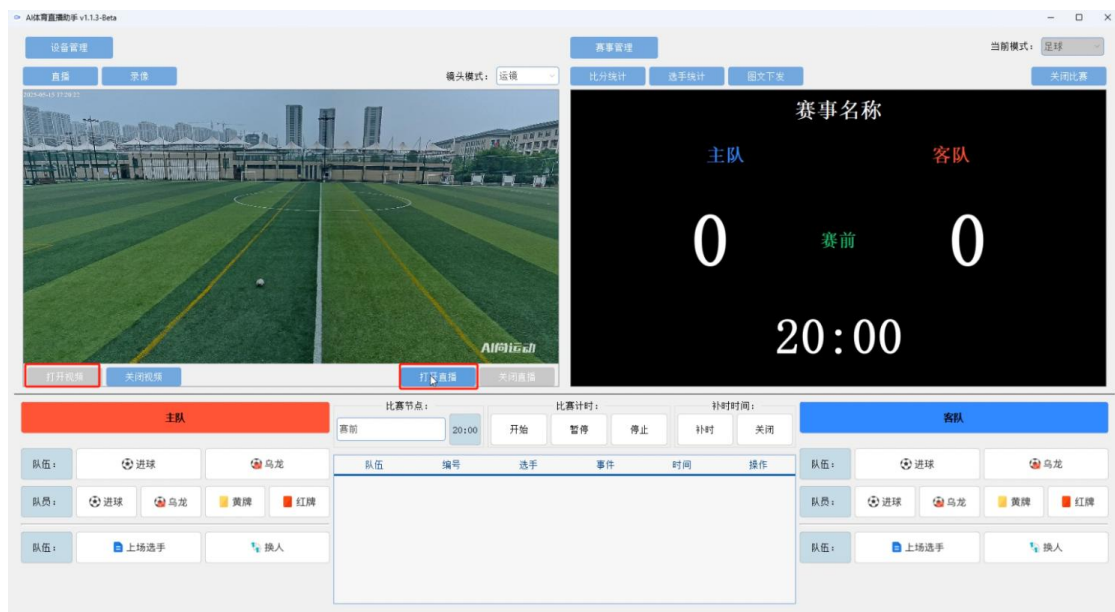 AI体育直播助手 v1.1.3-Beta
设备管理
赛事管理
当前模式： 足球
直播 录像 镜头模式： 运镜
比分统计 选手统计 图文下发 关闭比赛
赛事名称
主队 客队
0 赛前 0
20:00
打开视频 关闭视频 打开直播 关闭直播
主队
比赛节点： 比赛计时： 补时时间：
赛前 20:00 开始 暂停 停止 补时 关闭
客队
队伍： 进球 乌龙
队员： 进球 乌龙 黄牌 红牌
队伍： 上场选手 换人
队伍 编号 选手 事件 时间 操作
队伍： 进球 乌龙
队员： 进球 乌龙 黄牌 红牌
队伍： 上场选手 换人